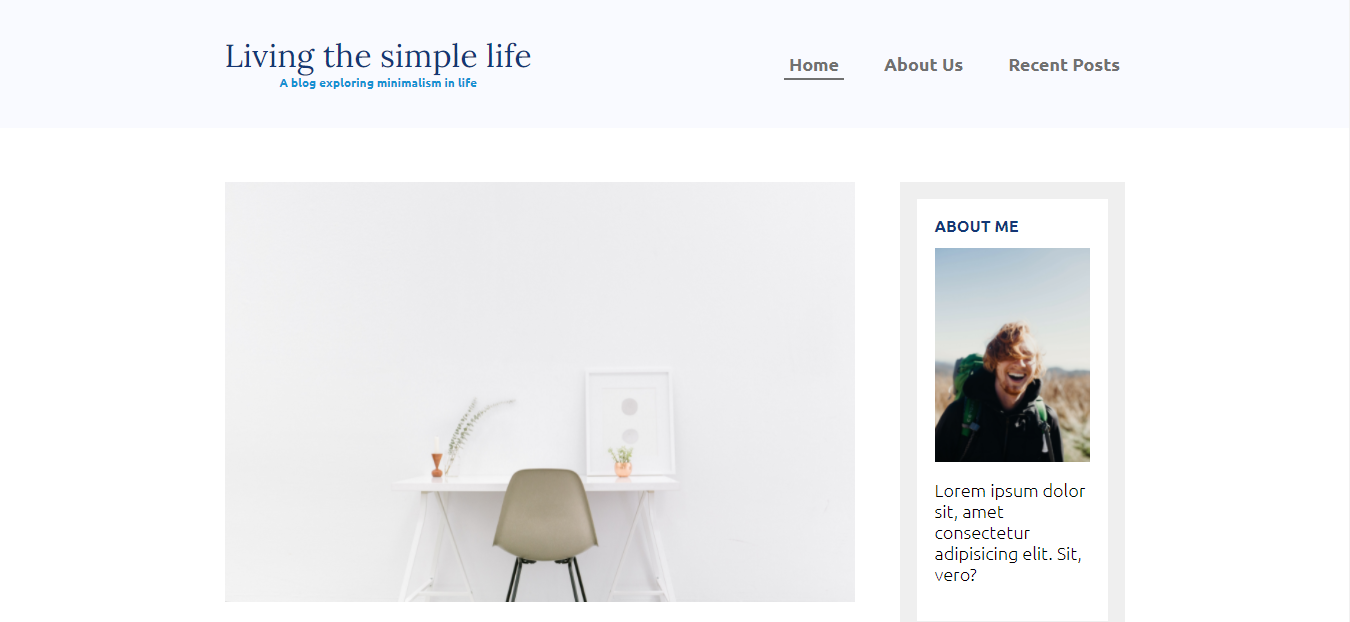 Living the simple life
A blog exploring minimalism in life
Home
About Us
Recent Posts
ABOUT ME
Lorem ipsum dolor
sit, amet
consectetur
adipisicing elit. Sit,
vero?